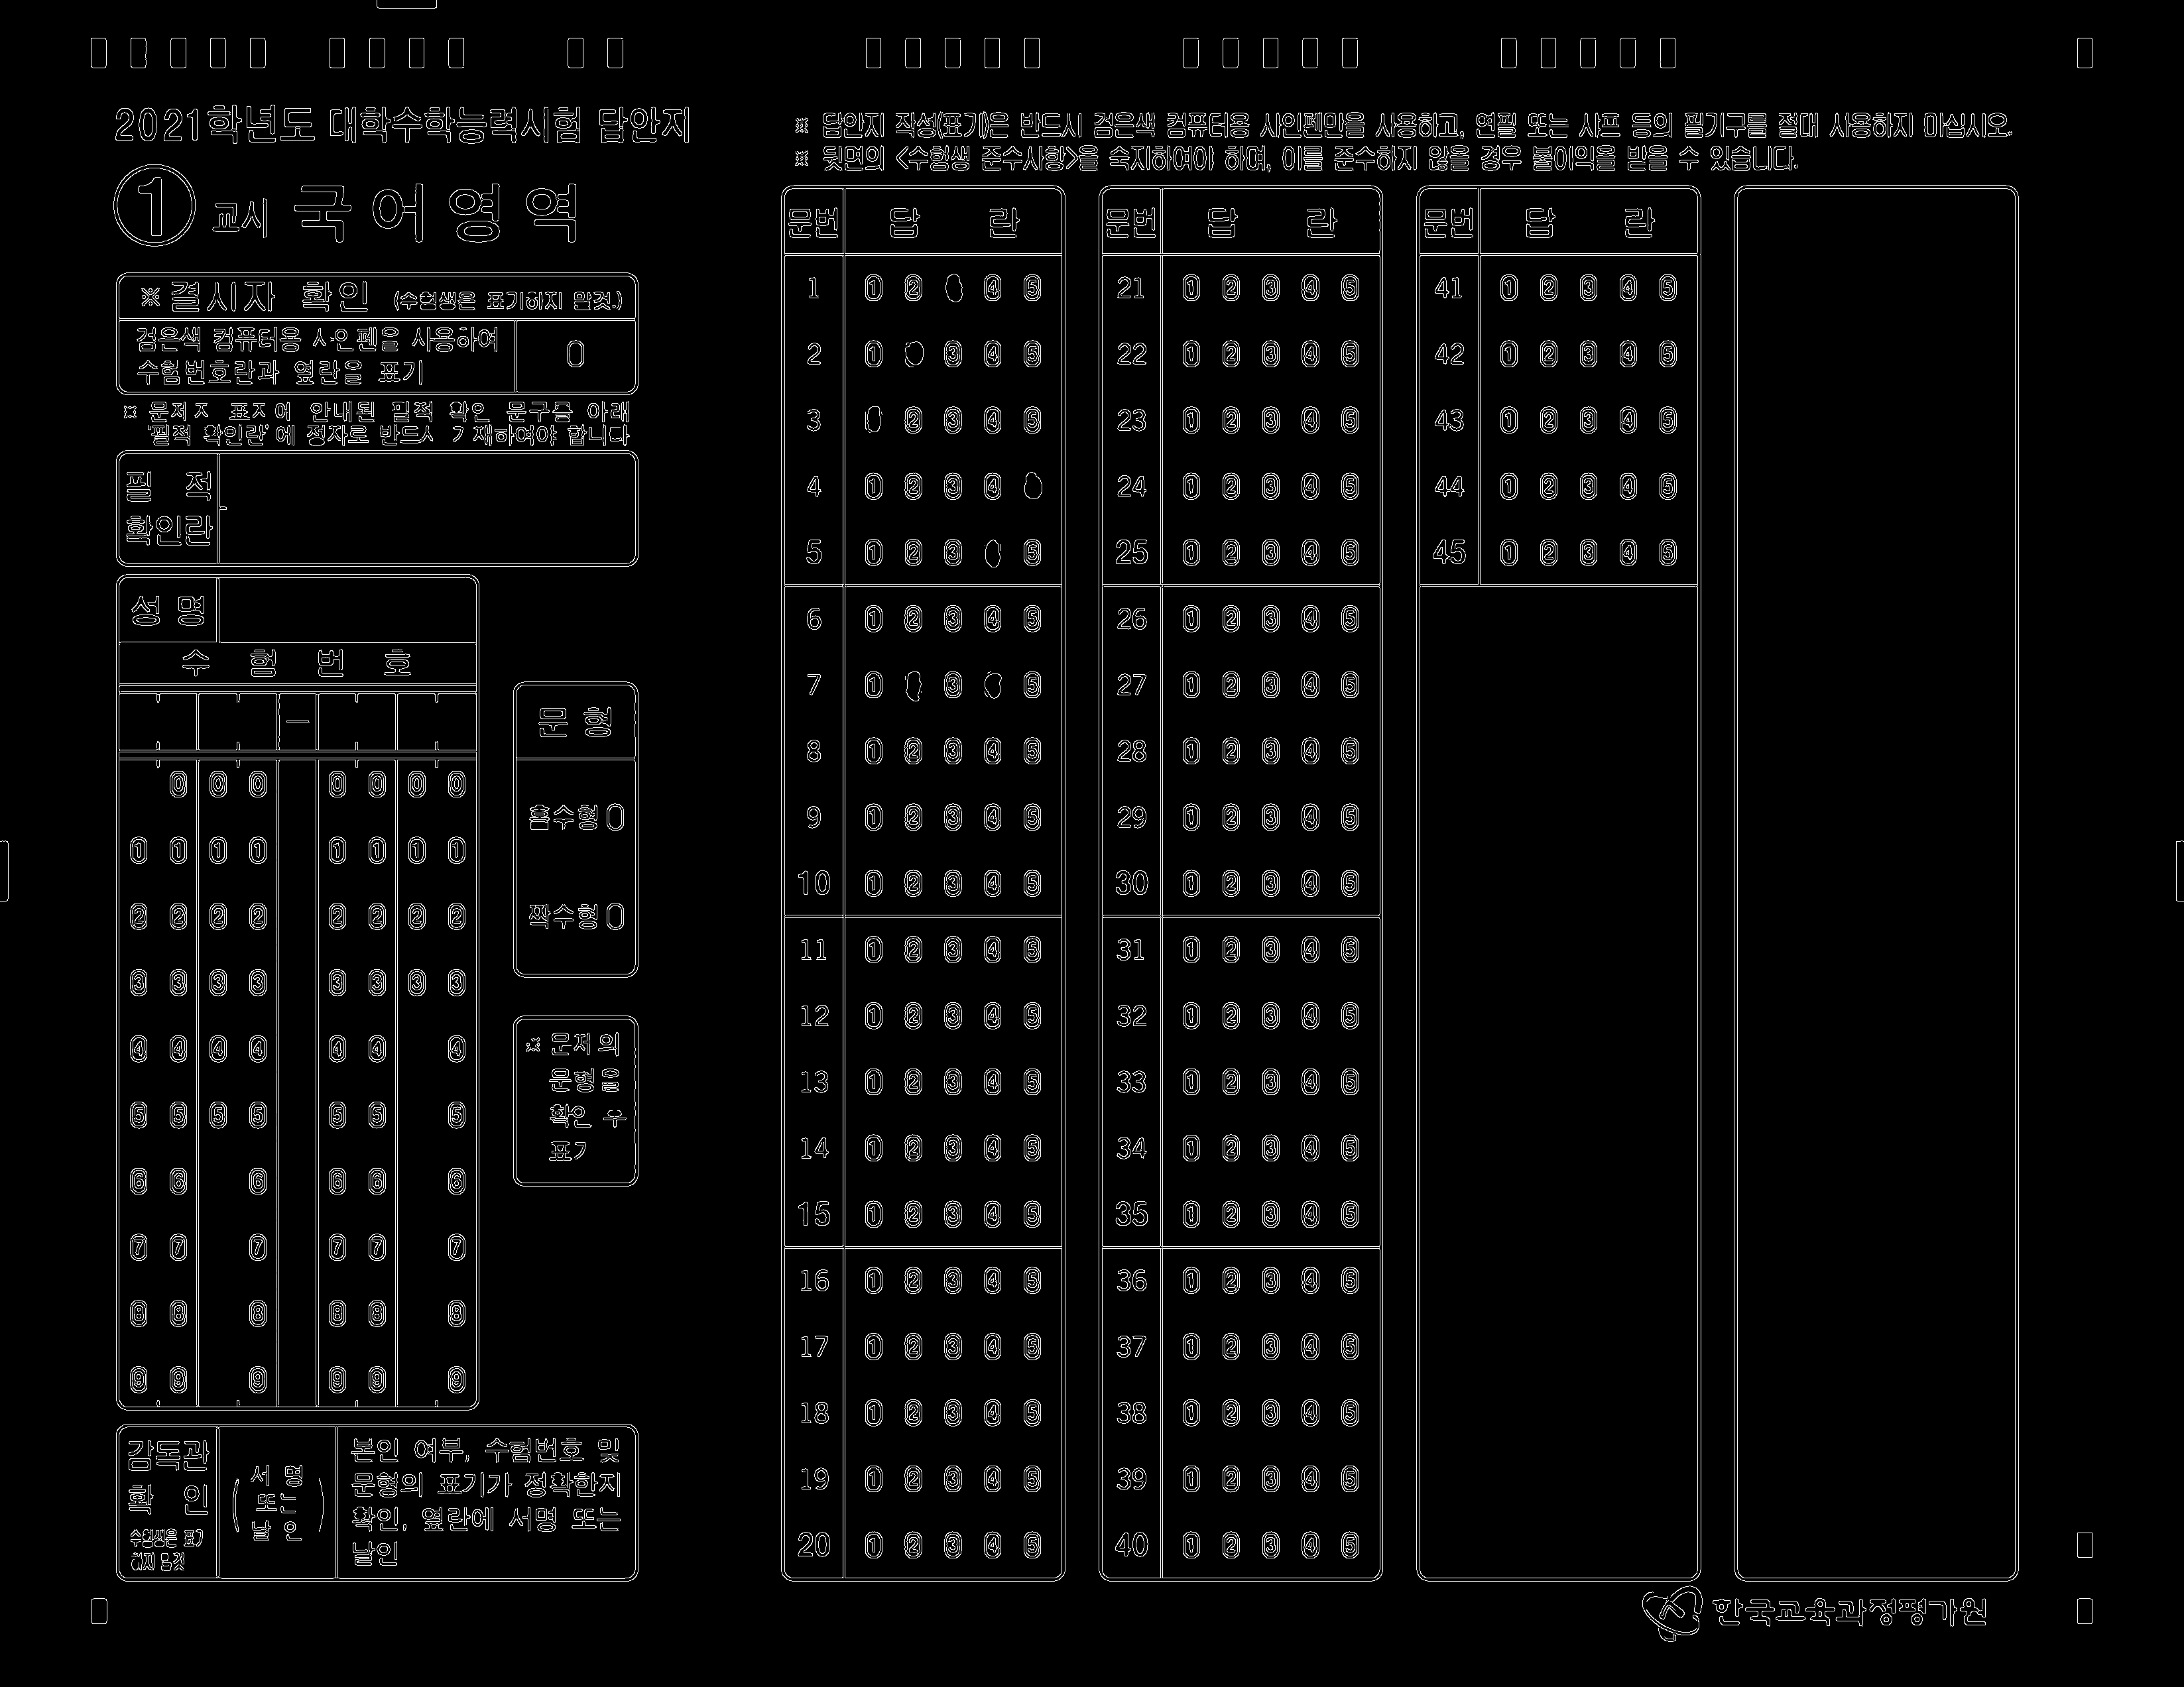 2021학년도 대학수학능력시험 답안지
① 교시 국어영역
※결시자 확인 (수험생은 표기하지 말것.)
검은색 컴퓨터용 사인펜을 사용하여
수험번호란과 옆란을 표기
※ 문제지 표지에 안내된 필적 확인 문구를 아래
'필적 확인란'에 정자로 반드시 기재하여야 합니다
필 적
확인란
성명
수 험 번 호
—
0 0 0 0 0 0 0
1 1 1 1 1 1 1 1
2 2 2 2 2 2 2 2
3 3 3 3 3 3 3 3
4 4 4 4 4 4 4
5 5 5 5 5 5 5
6 6 6 6 6 6
7 7 7 7 7 7
8 8 8 8 8 8
9 9 9 9 9 9
문형
홀수형
짝수형
※ 문제의
문형을
확인 후
표기
감독관
확 인
수험생은 표기
하지 말것
( 서 명
또는
날 인 )
본인 여부, 수험번호 및
문형의 표기가 정확한지
확인, 옆란에 서명 또는
날인
※ 답안지 작성(표기)은 반드시 검은색 컴퓨터용 사인펜만을 사용하고, 연필 또는 샤프 등의 필기구를 절대 사용하지 마십시오.
※ 뒷면의 <수험생 준수사항>을 숙지하여야 하며, 이를 준수하지 않을 경우 불이익을 받을 수 있습니다.
문번 답 란
1 1 2 4 5
2 1 3 4 5
3 2 3 4 5
4 1 2 3 4
5 1 2 3 5
6 1 2 3 4 5
7 1 3 5
8 1 2 3 4 5
9 1 2 3 4 5
10 1 2 3 4 5
11 1 2 3 4 5
12 1 2 3 4 5
13 1 2 3 4 5
14 1 2 3 4 5
15 1 2 3 4 5
16 1 2 3 4 5
17 1 2 3 4 5
18 1 2 3 4 5
19 1 2 3 4 5
20 1 2 3 4 5
문번 답 란
21 1 2 3 4 5
22 1 2 3 4 5
23 1 2 3 4 5
24 1 2 3 4 5
25 1 2 3 4 5
26 1 2 3 4 5
27 1 2 3 4 5
28 1 2 3 4 5
29 1 2 3 4 5
30 1 2 3 4 5
31 1 2 3 4 5
32 1 2 3 4 5
33 1 2 3 4 5
34 1 2 3 4 5
35 1 2 3 4 5
36 1 2 3 4 5
37 1 2 3 4 5
38 1 2 3 4 5
39 1 2 3 4 5
40 1 2 3 4 5
문번 답 란
41 1 2 3 4 5
42 1 2 3 4 5
43 1 2 3 4 5
44 1 2 3 4 5
45 1 2 3 4 5
한국교육과정평가원